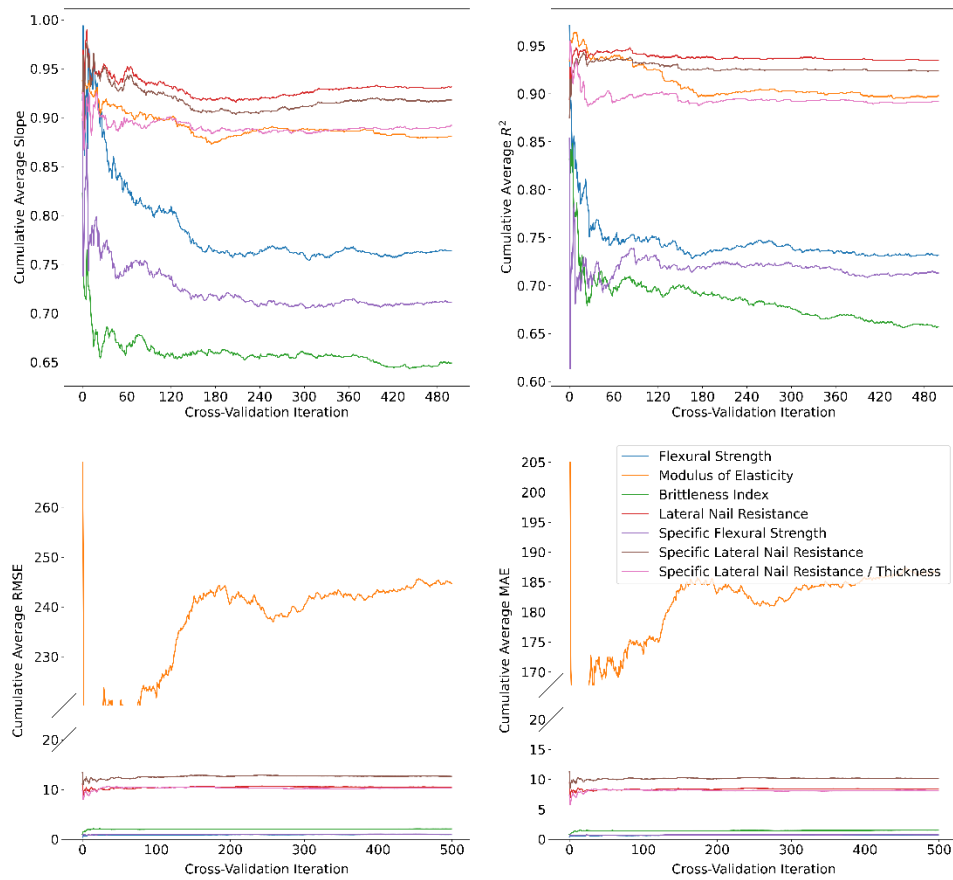 Cumulative Average Slope
1.00
0.95
0.90
0.85
0.80
0.75
0.70
0.65
0 60 120 180 240 300 360 420 480
Cross-Validation Iteration
Cumulative Average R²
0.95
0.90
0.85
0.80
0.75
0.70
0.65
0.60
0 60 120 180 240 300 360 420 480
Cross-Validation Iteration
Cumulative Average RMSE
260
250
240
230
20
10
0
0 100 200 300 400 500
Cross-Validation Iteration
Cumulative Average MAE
205
200
195
190
185
180
175
170
20
15
10
5
0
0 100 200 300 400 500
Cross-Validation Iteration
Flexural Strength
Modulus of Elasticity
Brittleness Index
Lateral Nail Resistance
Specific Flexural Strength
Specific Lateral Nail Resistance
Specific Lateral Nail Resistance / Thickness